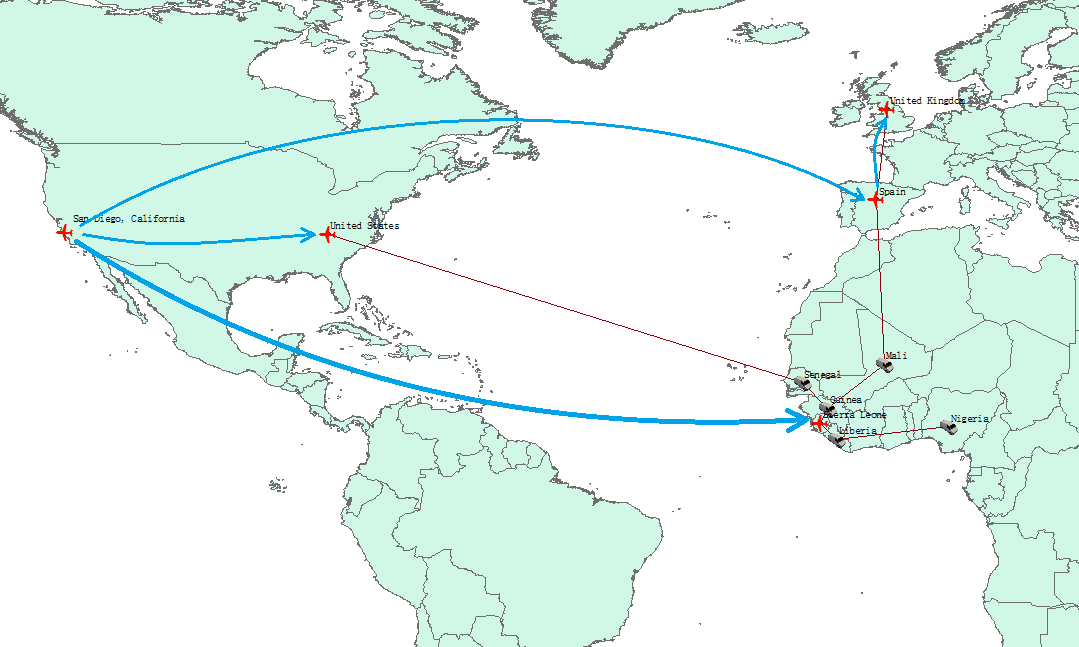 United Kingdom
Spain
San Diego, California
United States
Mali
Senegal
Guinea
Sierra Leone
Nigeria
Liberia